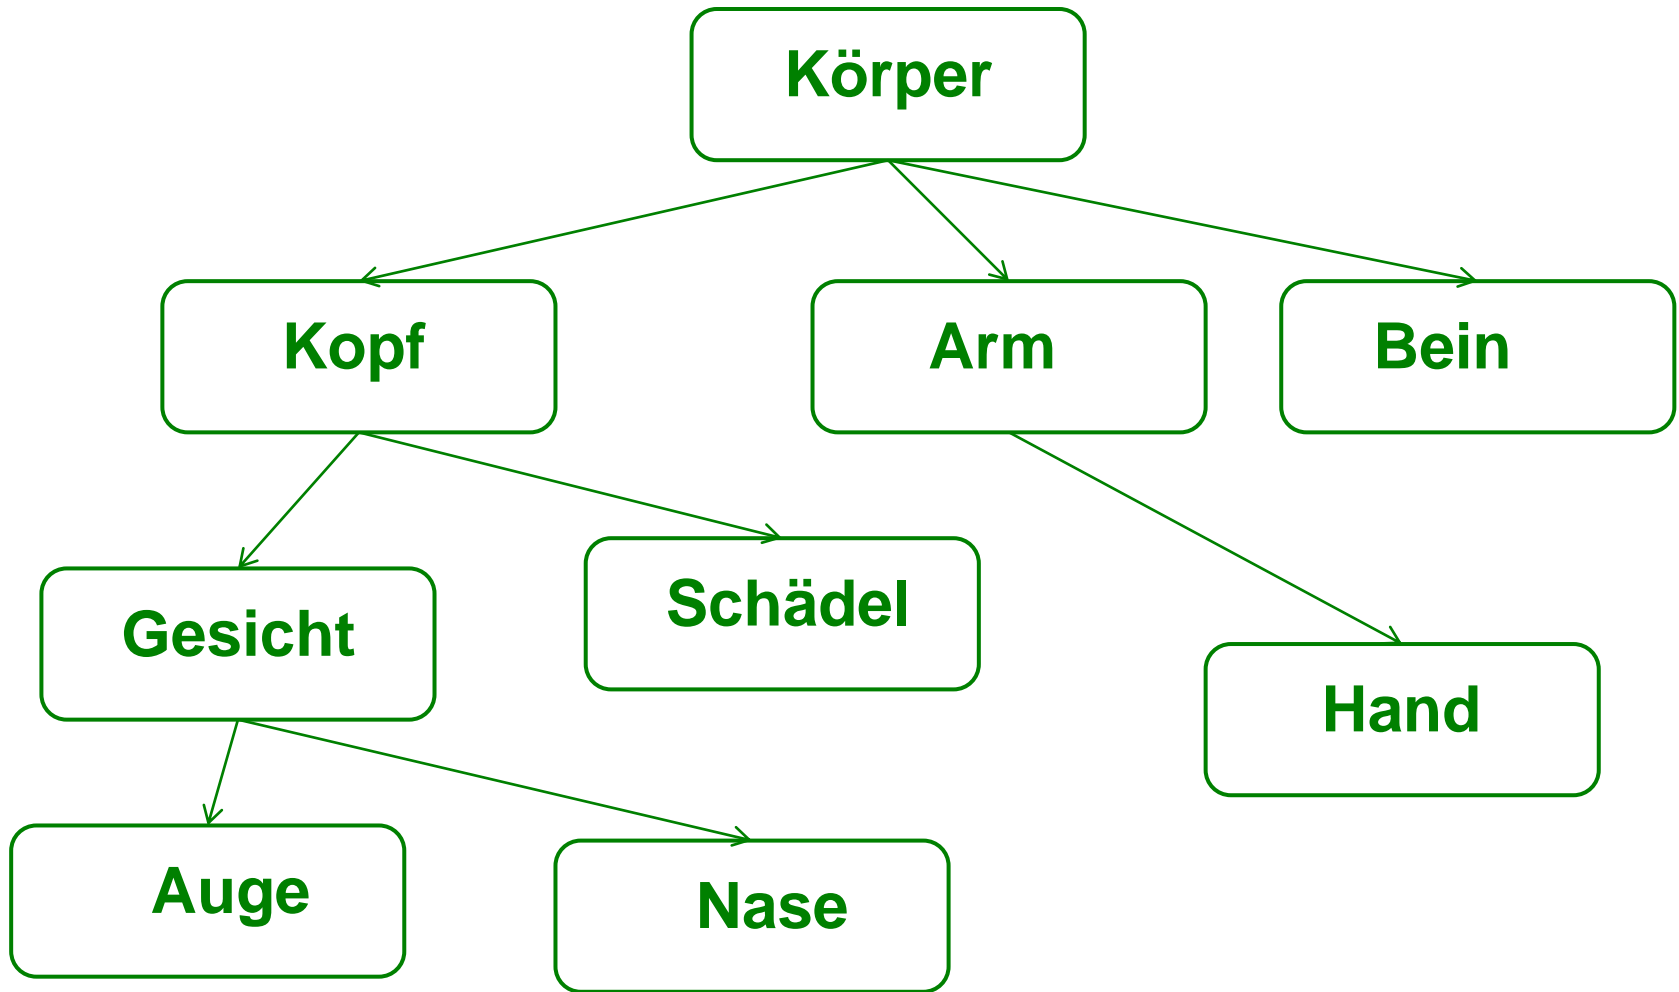 Körper
Kopf
Arm
Bein
Gesicht
Schädel
Hand
Auge
Nase